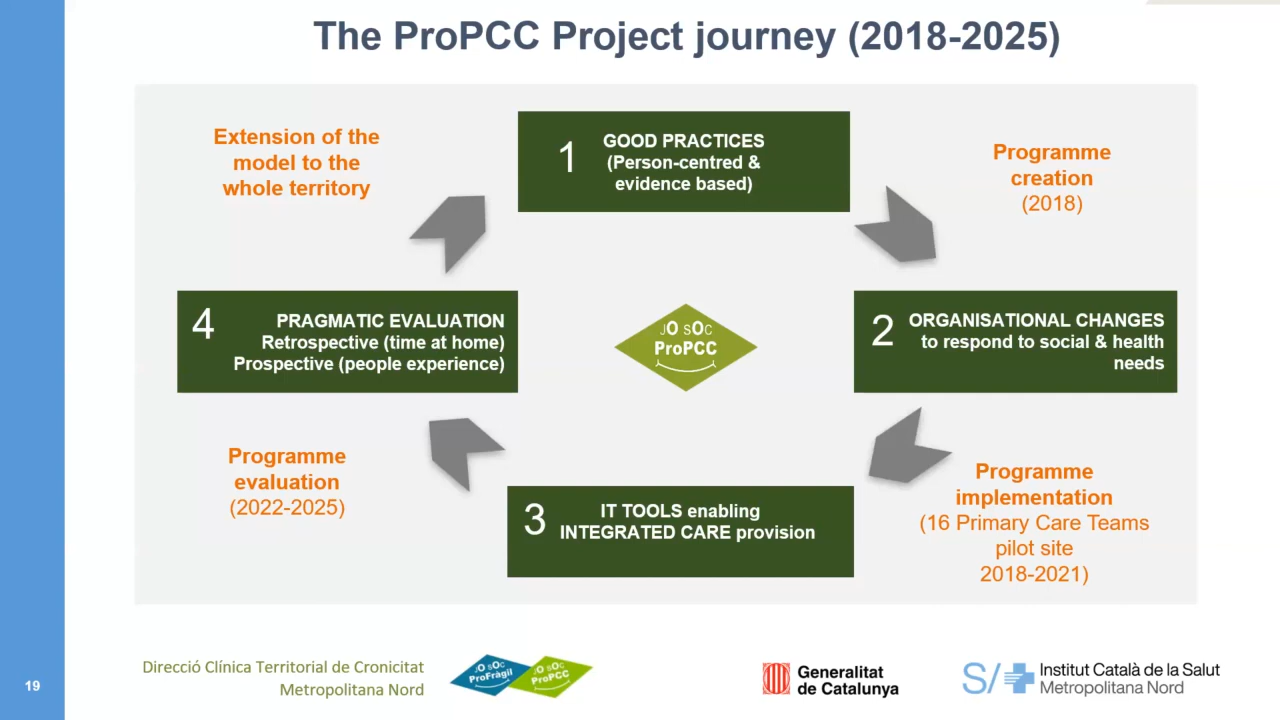 The ProPCC Project journey (2018-2025)
Extension of the
model to the
whole territory
1
GOOD PRACTICES
(Person-centred &
evidence based)
Programme
creation
(2018)
4
PRAGMATIC EVALUATION
Retrospective (time at home)
Prospective (people experience)
JO SOC
ProPCC
2
ORGANISATIONAL CHANGES
to respond to social & health
needs
Programme
evaluation
(2022-2025)
3
IT TOOLS enabling
INTEGRATED CARE provision
Programme
implementation
(16 Primary Care Teams
pilot site
2018-2021)
19
Direcció Clínica Territorial de Cronicitat
Metropolitana Nord
JO SOC
ProFràgil
JO SOC
ProPCC
Generalitat
de Catalunya
S/
Institut Català de la Salut
Metropolitana Nord